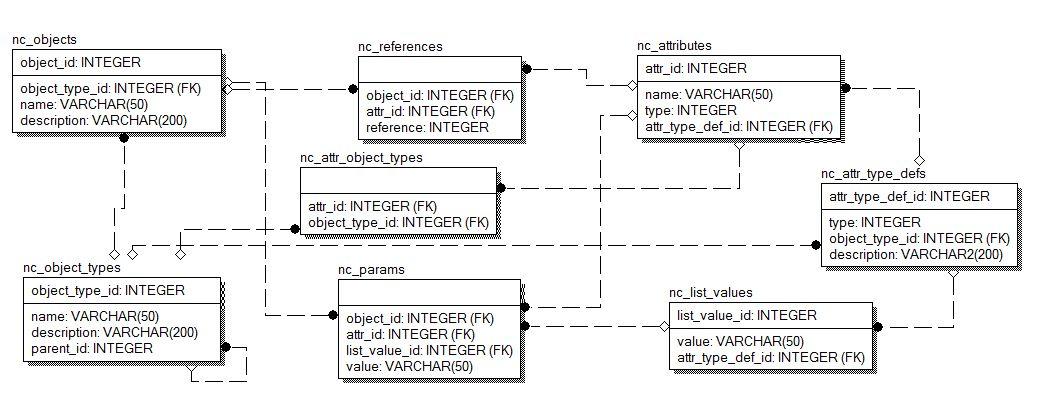 nc_objects
object_id: INTEGER
object_type_id: INTEGER (FK)
name: VARCHAR(50)
description: VARCHAR(200)
nc_references
object_id: INTEGER (FK)
attr_id: INTEGER (FK)
reference: INTEGER
nc_attributes
attr_id: INTEGER
name: VARCHAR(50)
type: INTEGER
attr_type_def_id: INTEGER (FK)
nc_attr_object_types
attr_id: INTEGER (FK)
object_type_id: INTEGER (FK)
nc_attr_type_defs
attr_type_def_id: INTEGER
type: INTEGER
object_type_id: INTEGER (FK)
description: VARCHAR2(200)
nc_object_types
object_type_id: INTEGER
name: VARCHAR(50)
description: VARCHAR(200)
parent_id: INTEGER
nc_params
object_id: INTEGER (FK)
attr_id: INTEGER (FK)
list_value_id: INTEGER (FK)
value: VARCHAR(50)
nc_list_values
list_value_id: INTEGER
value: VARCHAR(50)
attr_type_def_id: INTEGER (FK)